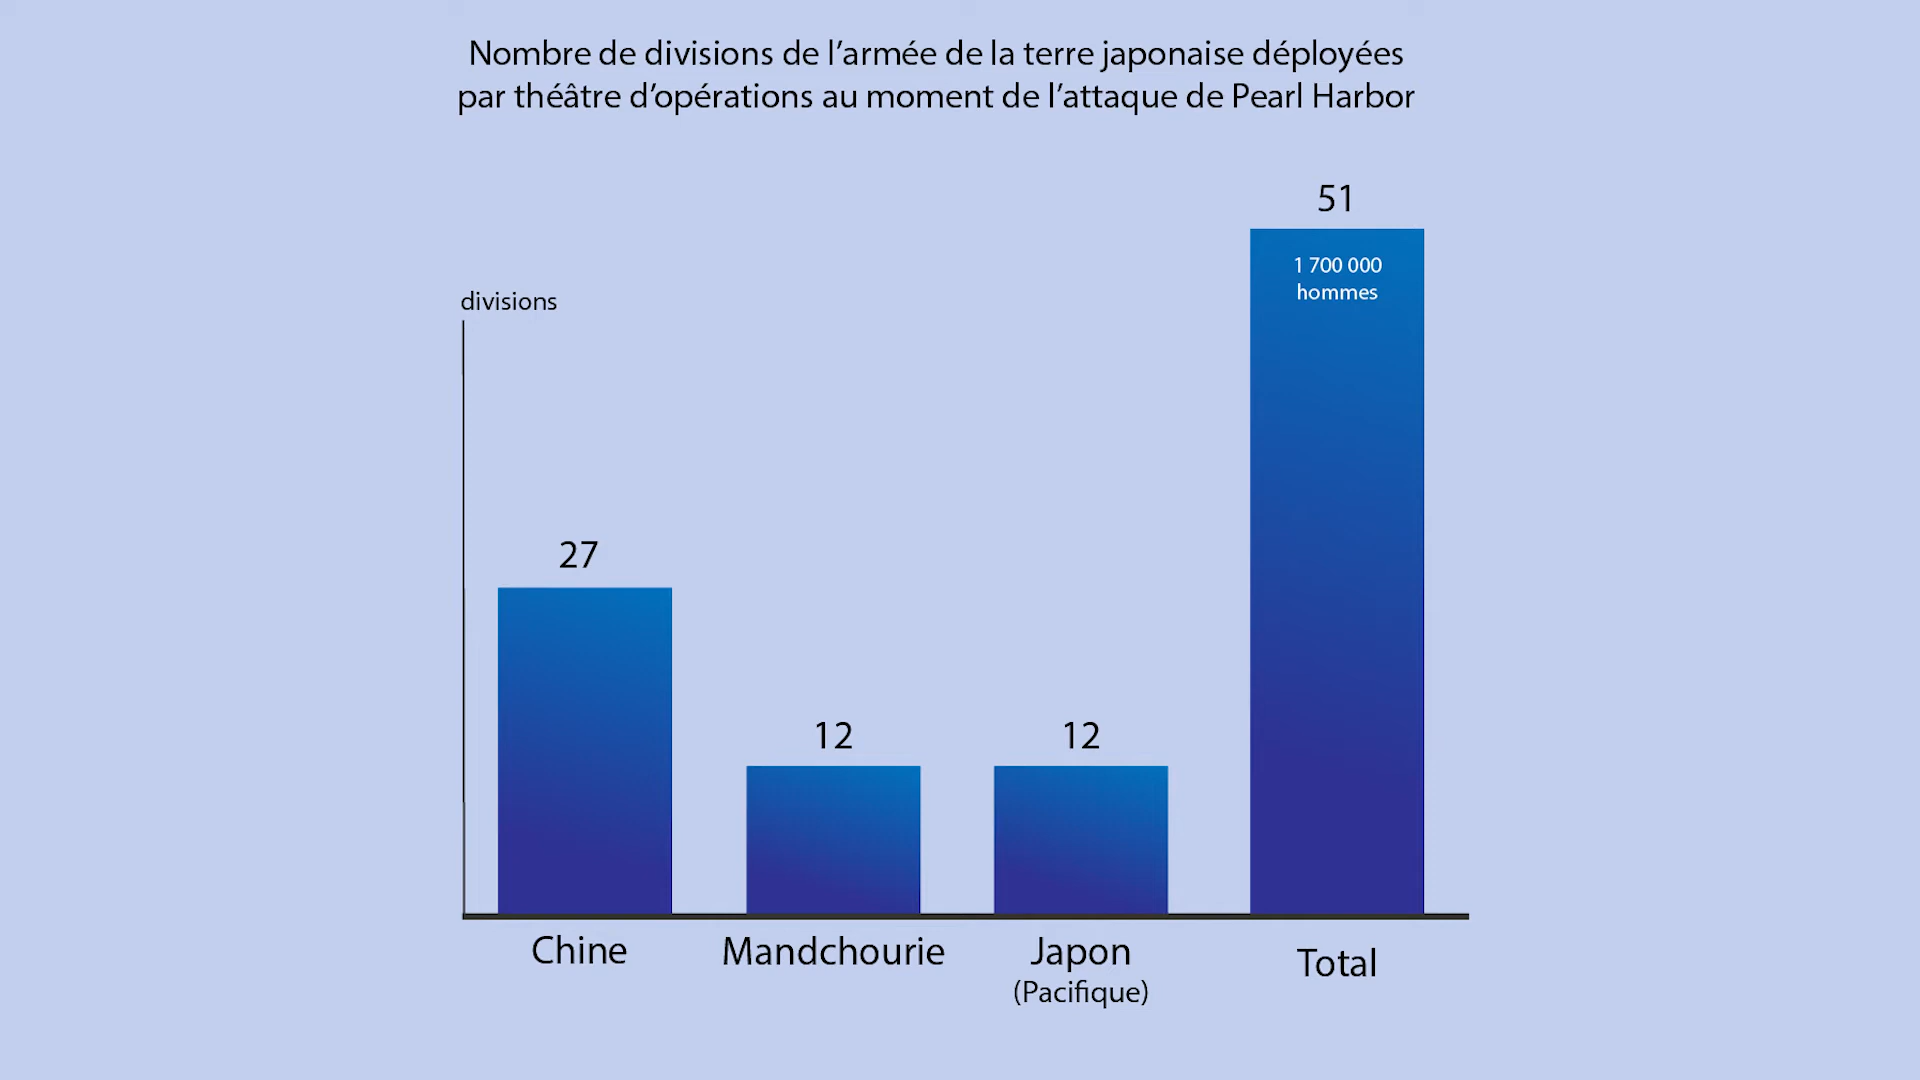 Nombre de divisions de l’armée de la terre japonaise déployées
par théâtre d’opérations au moment de l’attaque de Pearl Harbor
divisions
27
12
12
51
1 700 000
hommes
Chine
Mandchourie
Japon
(Pacifique)
Total